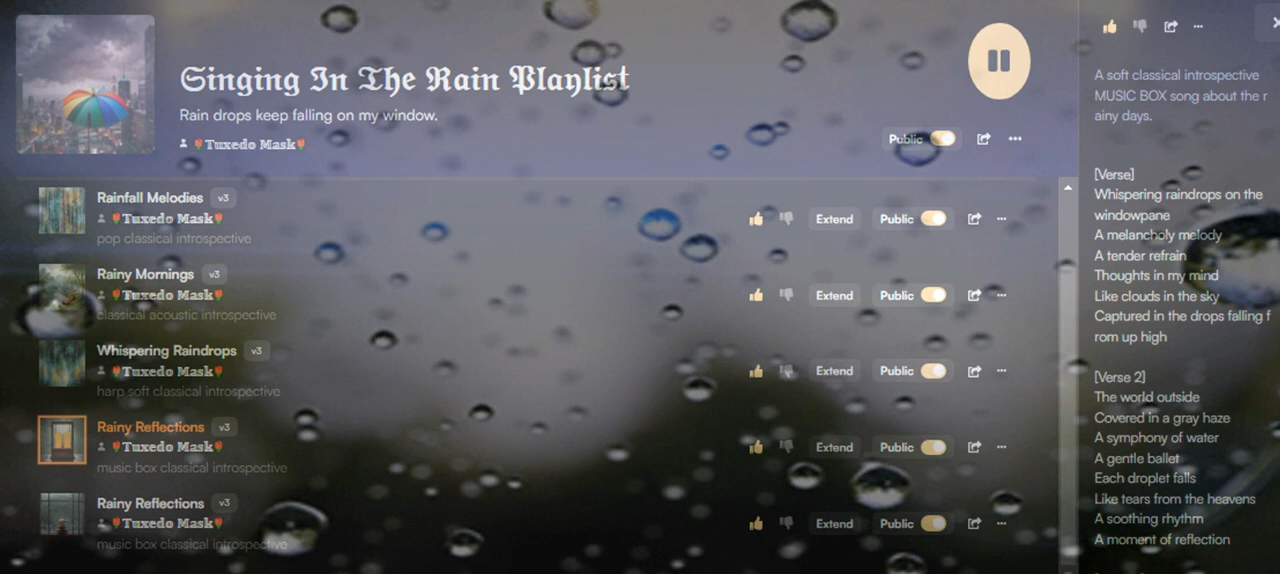 Singing In The Rain Playlist
Rain drops keep falling on my window.
🌹Tuxedo Mask🌹
Public
Rainfall Melodies v3
🌹Tuxedo Mask🌹
pop classical introspective
Extend Public
Rainy Mornings v3
🌹Tuxedo Mask🌹
classical acoustic introspective
Extend Public
Whispering Raindrops v3
🌹Tuxedo Mask🌹
harp soft classical introspective
Extend Public
Rainy Reflections v3
🌹Tuxedo Mask🌹
music box classical introspective
Extend Public
Rainy Reflections v3
🌹Tuxedo Mask🌹
music box classical introspective
Extend Public
A soft classical introspective
MUSIC BOX song about the r
ainy days.
[Verse]
Whispering raindrops on the
windowpane
A melancholy melody
A tender refrain
Thoughts in my mind
Like clouds in the sky
Captured in the drops falling f
rom up high
[Verse 2]
The world outside
Covered in a gray haze
A symphony of water
A gentle ballet
Each droplet falls
Like tears from the heavens
A soothing rhythm
A moment of reflection